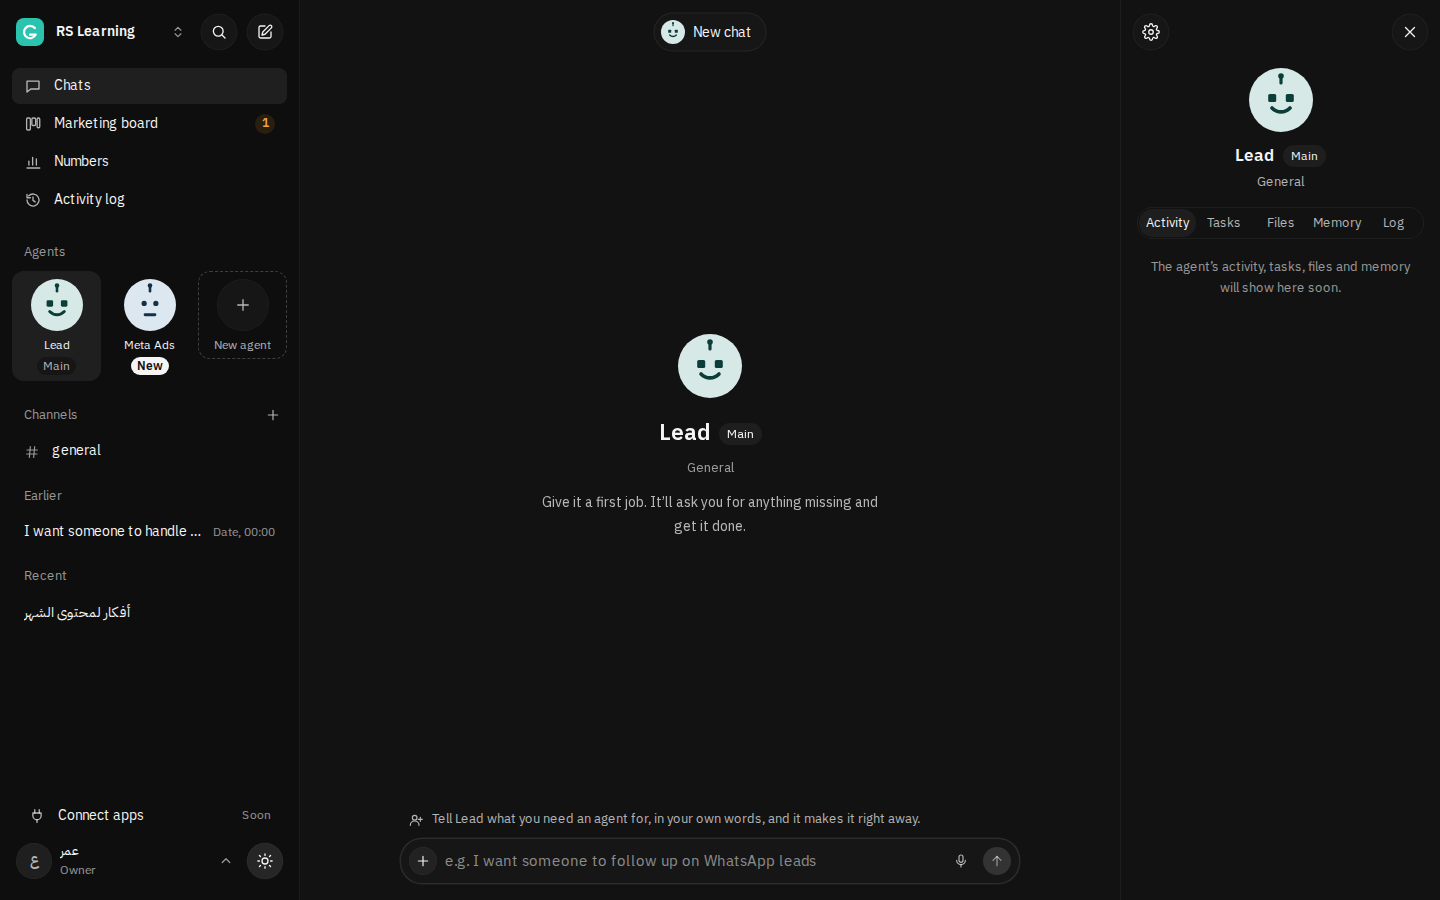 RS Learning
Chats
Marketing board
1
Numbers
Activity log
Agents
Lead
Main
Meta Ads
New
New agent
Channels
general
Earlier
I want someone to handle ...
Date, 00:00
Recent
أفكار لمحتوى الشهر
Connect apps
Soon
ع
عمر
Owner
New chat
Lead
Main
General
Give it a first job. It'll ask you for anything missing and
get it done.
Tell Lead what you need an agent for, in your own words, and it makes it right away.
e.g. I want someone to follow up on WhatsApp leads
Lead
Main
General
Activity
Tasks
Files
Memory
Log
The agent's activity, tasks, files and memory
will show here soon.